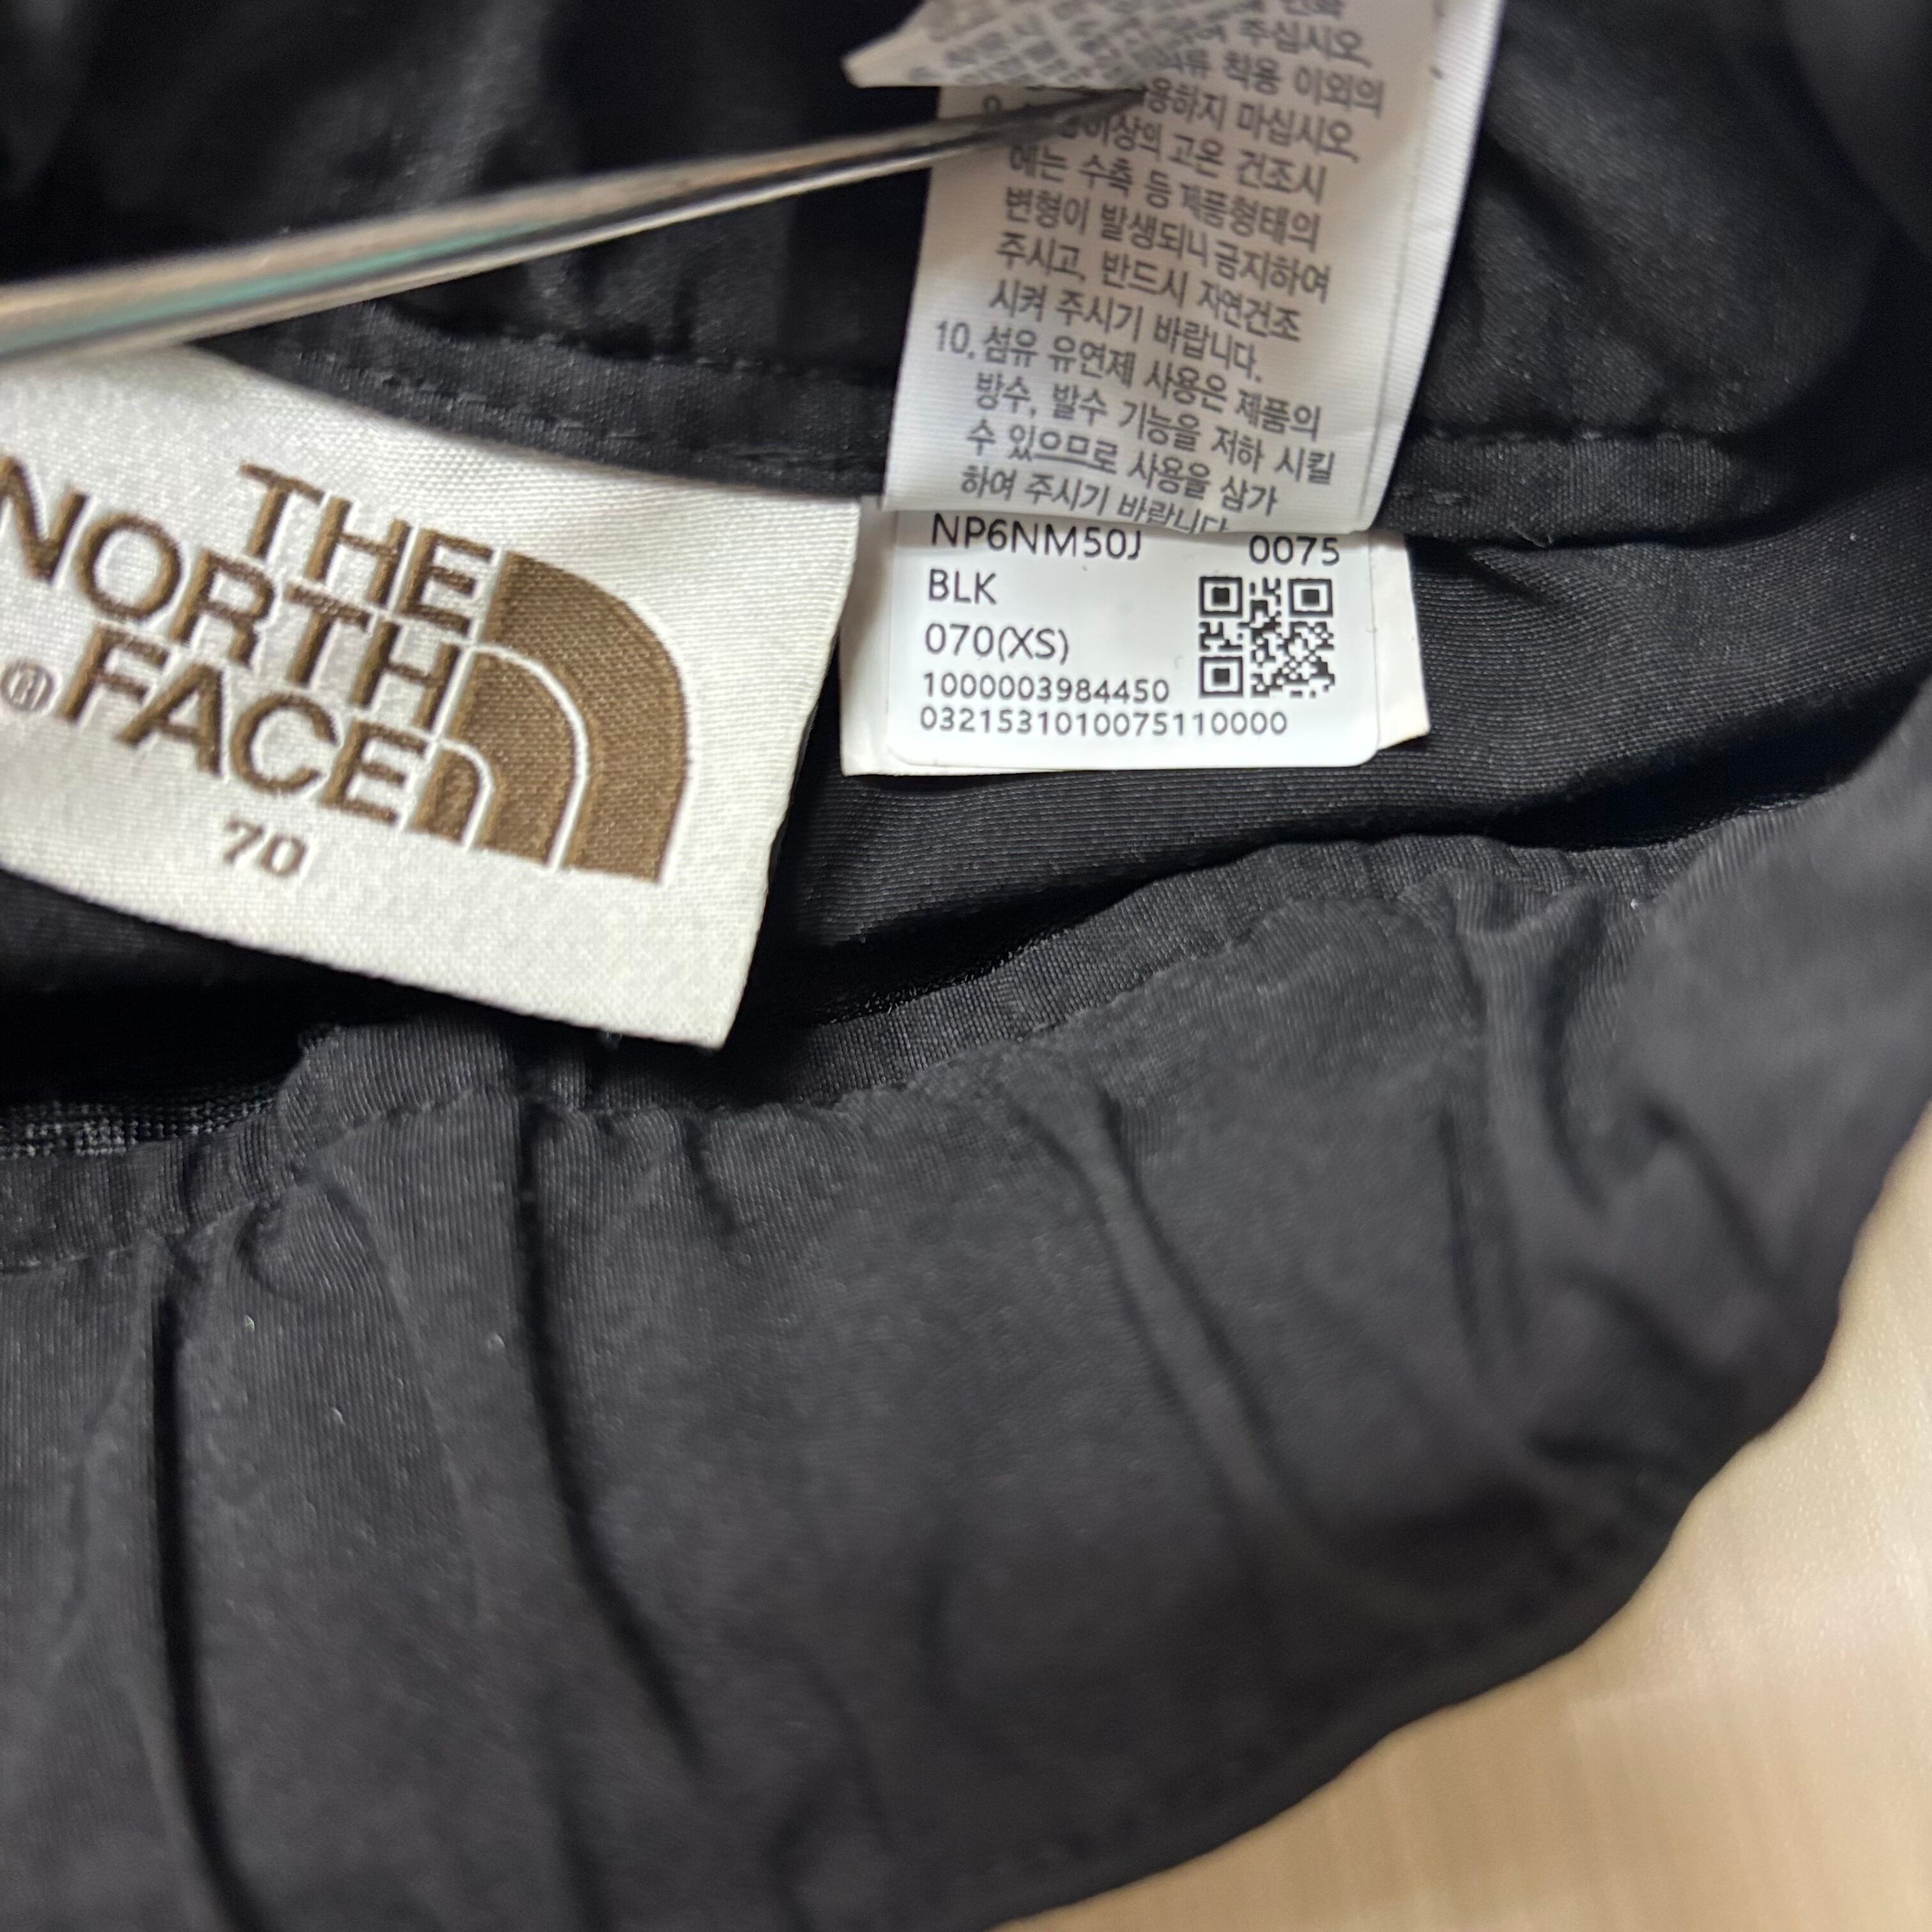 주십시오.
착용 이외의
용하지 마십시오.
고온 건조시
에는 수축 등 제품형태의
변형이 발생되니 금지하여
주시고, 반드시 자연건조
시켜 주시기 바랍니다.
10. 섬유 유연제 사용은 제품의
방수, 발수 기능을 저하 시킬
수 있으므로 사용을 삼가
하여 주시기 바랍니다.
THE
NORTH
FACE
®
70
NP6NM50J 0075
BLK
070(XS)
1000003984450
0321531010075110000